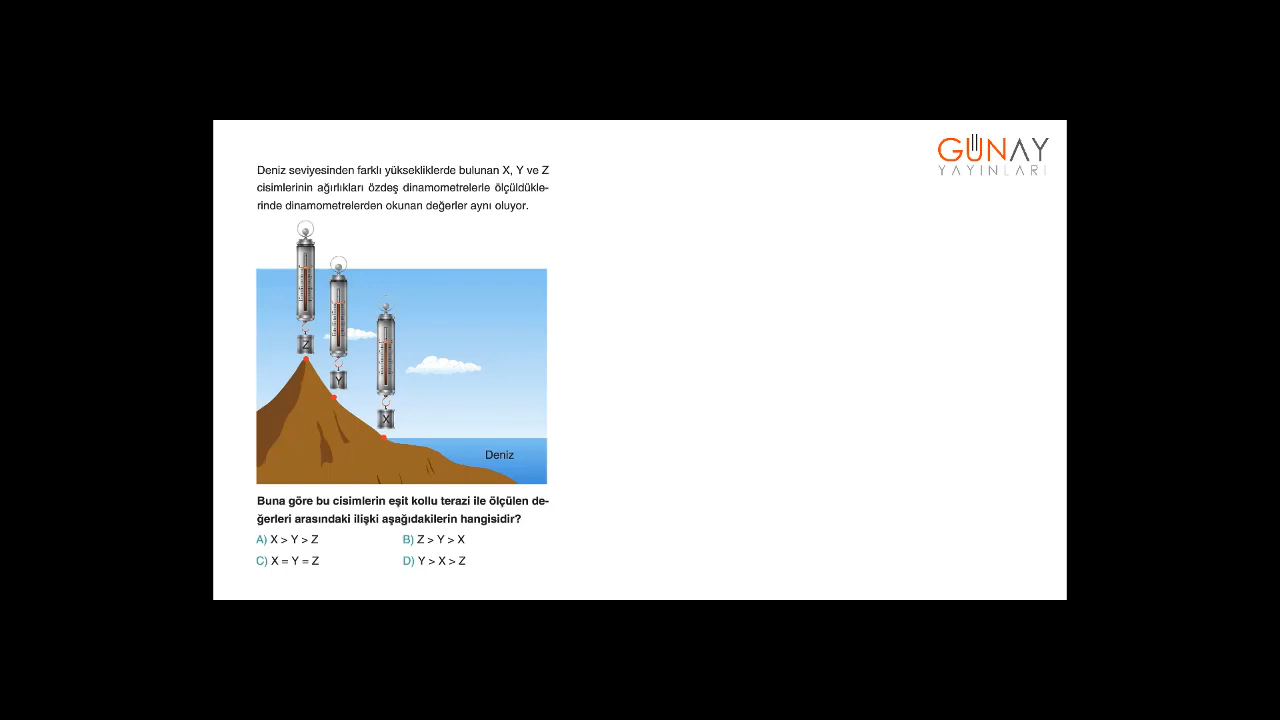 GÜNAY
YAYINLARI
Deniz seviyesinden farklı yüksekliklerde bulunan X, Y ve Z
cisimlerinin ağırlıkları özdeş dinamometrelerle ölçüldükle-
rinde dinamometrelerden okunan değerler aynı oluyor.
Z
Y
X
Deniz
Buna göre bu cisimlerin eşit kollu terazi ile ölçülen de-
ğerleri arasındaki ilişki aşağıdakilerin hangisidir?
A) X > Y > Z
B) Z > Y > X
C) X = Y = Z
D) Y > X > Z